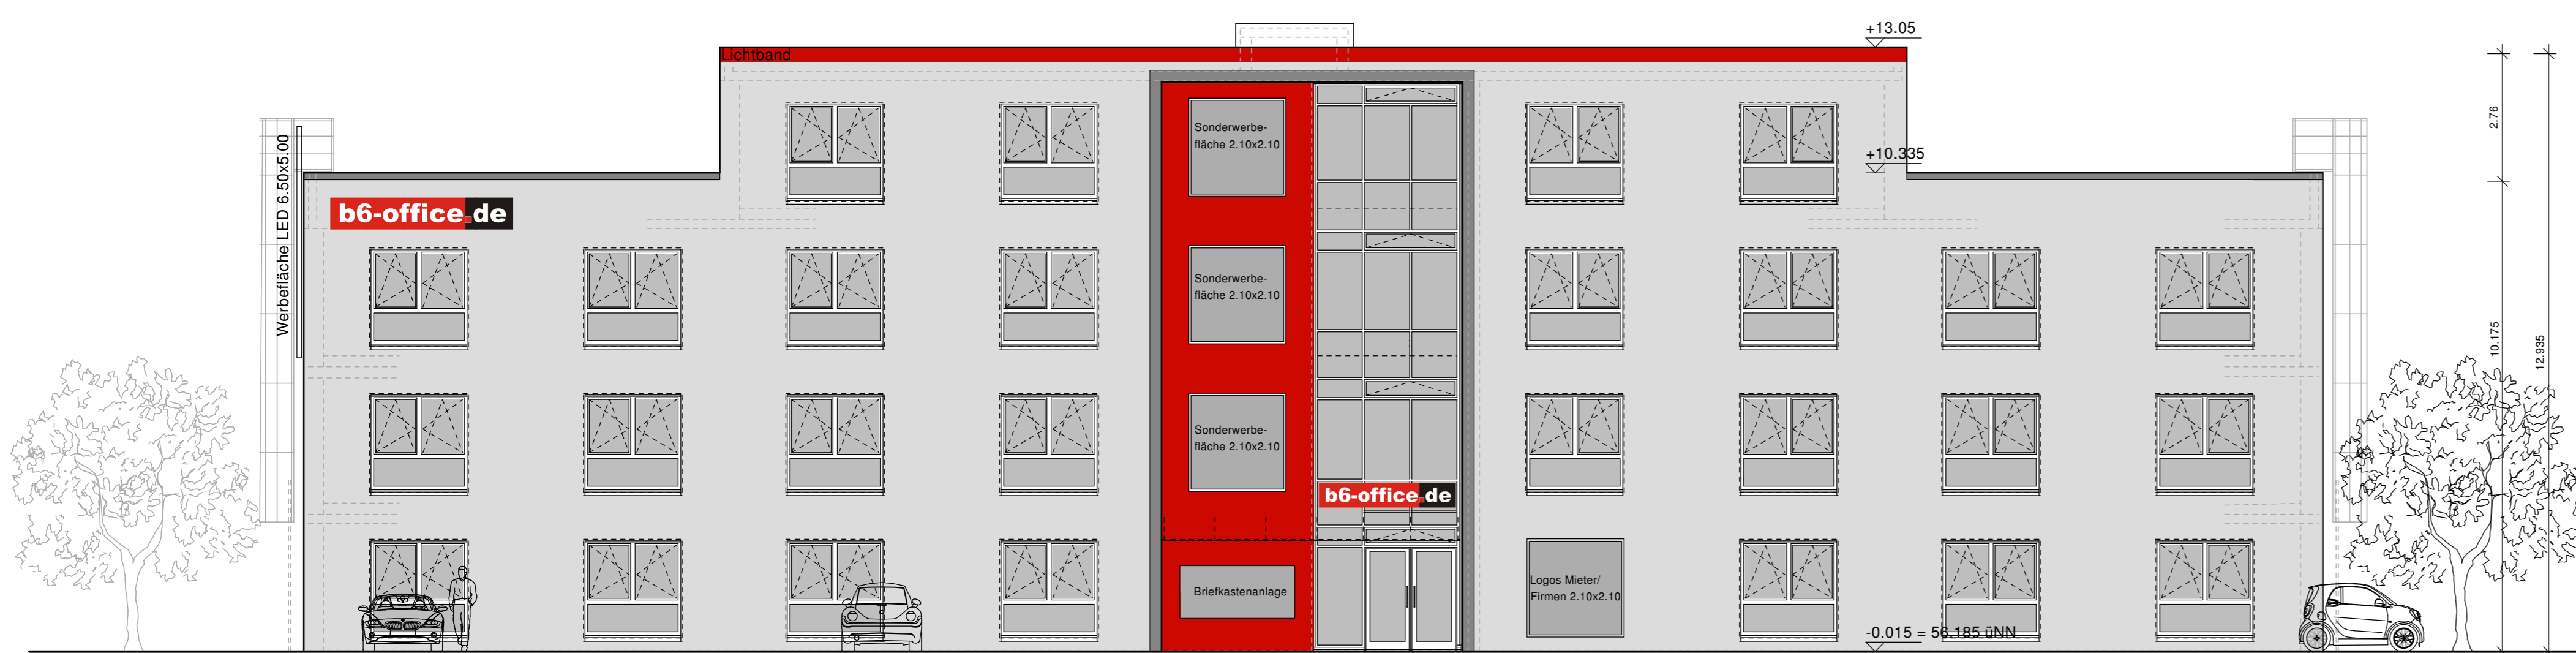 +13.05
Lichtband
2.76
Werbefläche LED 6.50x5.00
Sonderwerbe-
fläche 2.10x2.10
+10.335
b6-office.de
Sonderwerbe-
fläche 2.10x2.10
10.175
12.935
Sonderwerbe-
fläche 2.10x2.10
b6-office.de
Briefkastenanlage
Logos Mieter/
Firmen 2.10x2.10
-0.015 = 56.185 üNN